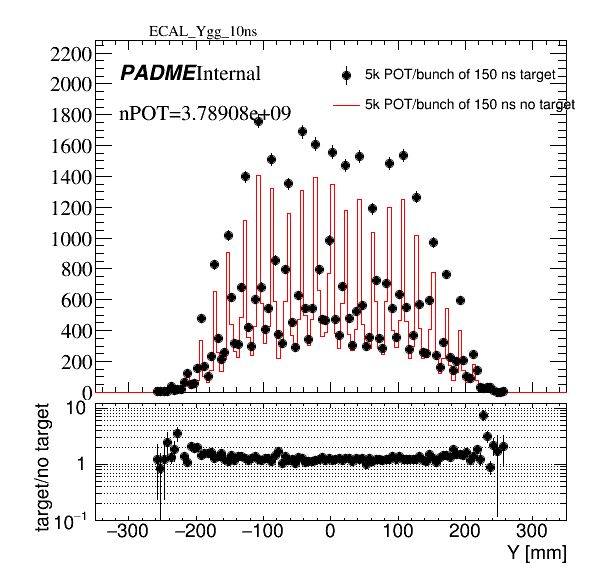 ECAL_Ygg_10ns
PADME Internal
nPOT=3.78908e+09
5k POT/bunch of 150 ns target
5k POT/bunch of 150 ns no target
2200
2000
1800
1600
1400
1200
1000
800
600
400
200
0
target/no target
10
1
10⁻¹
−300 −200 −100 0 100 200 300
Y [mm]